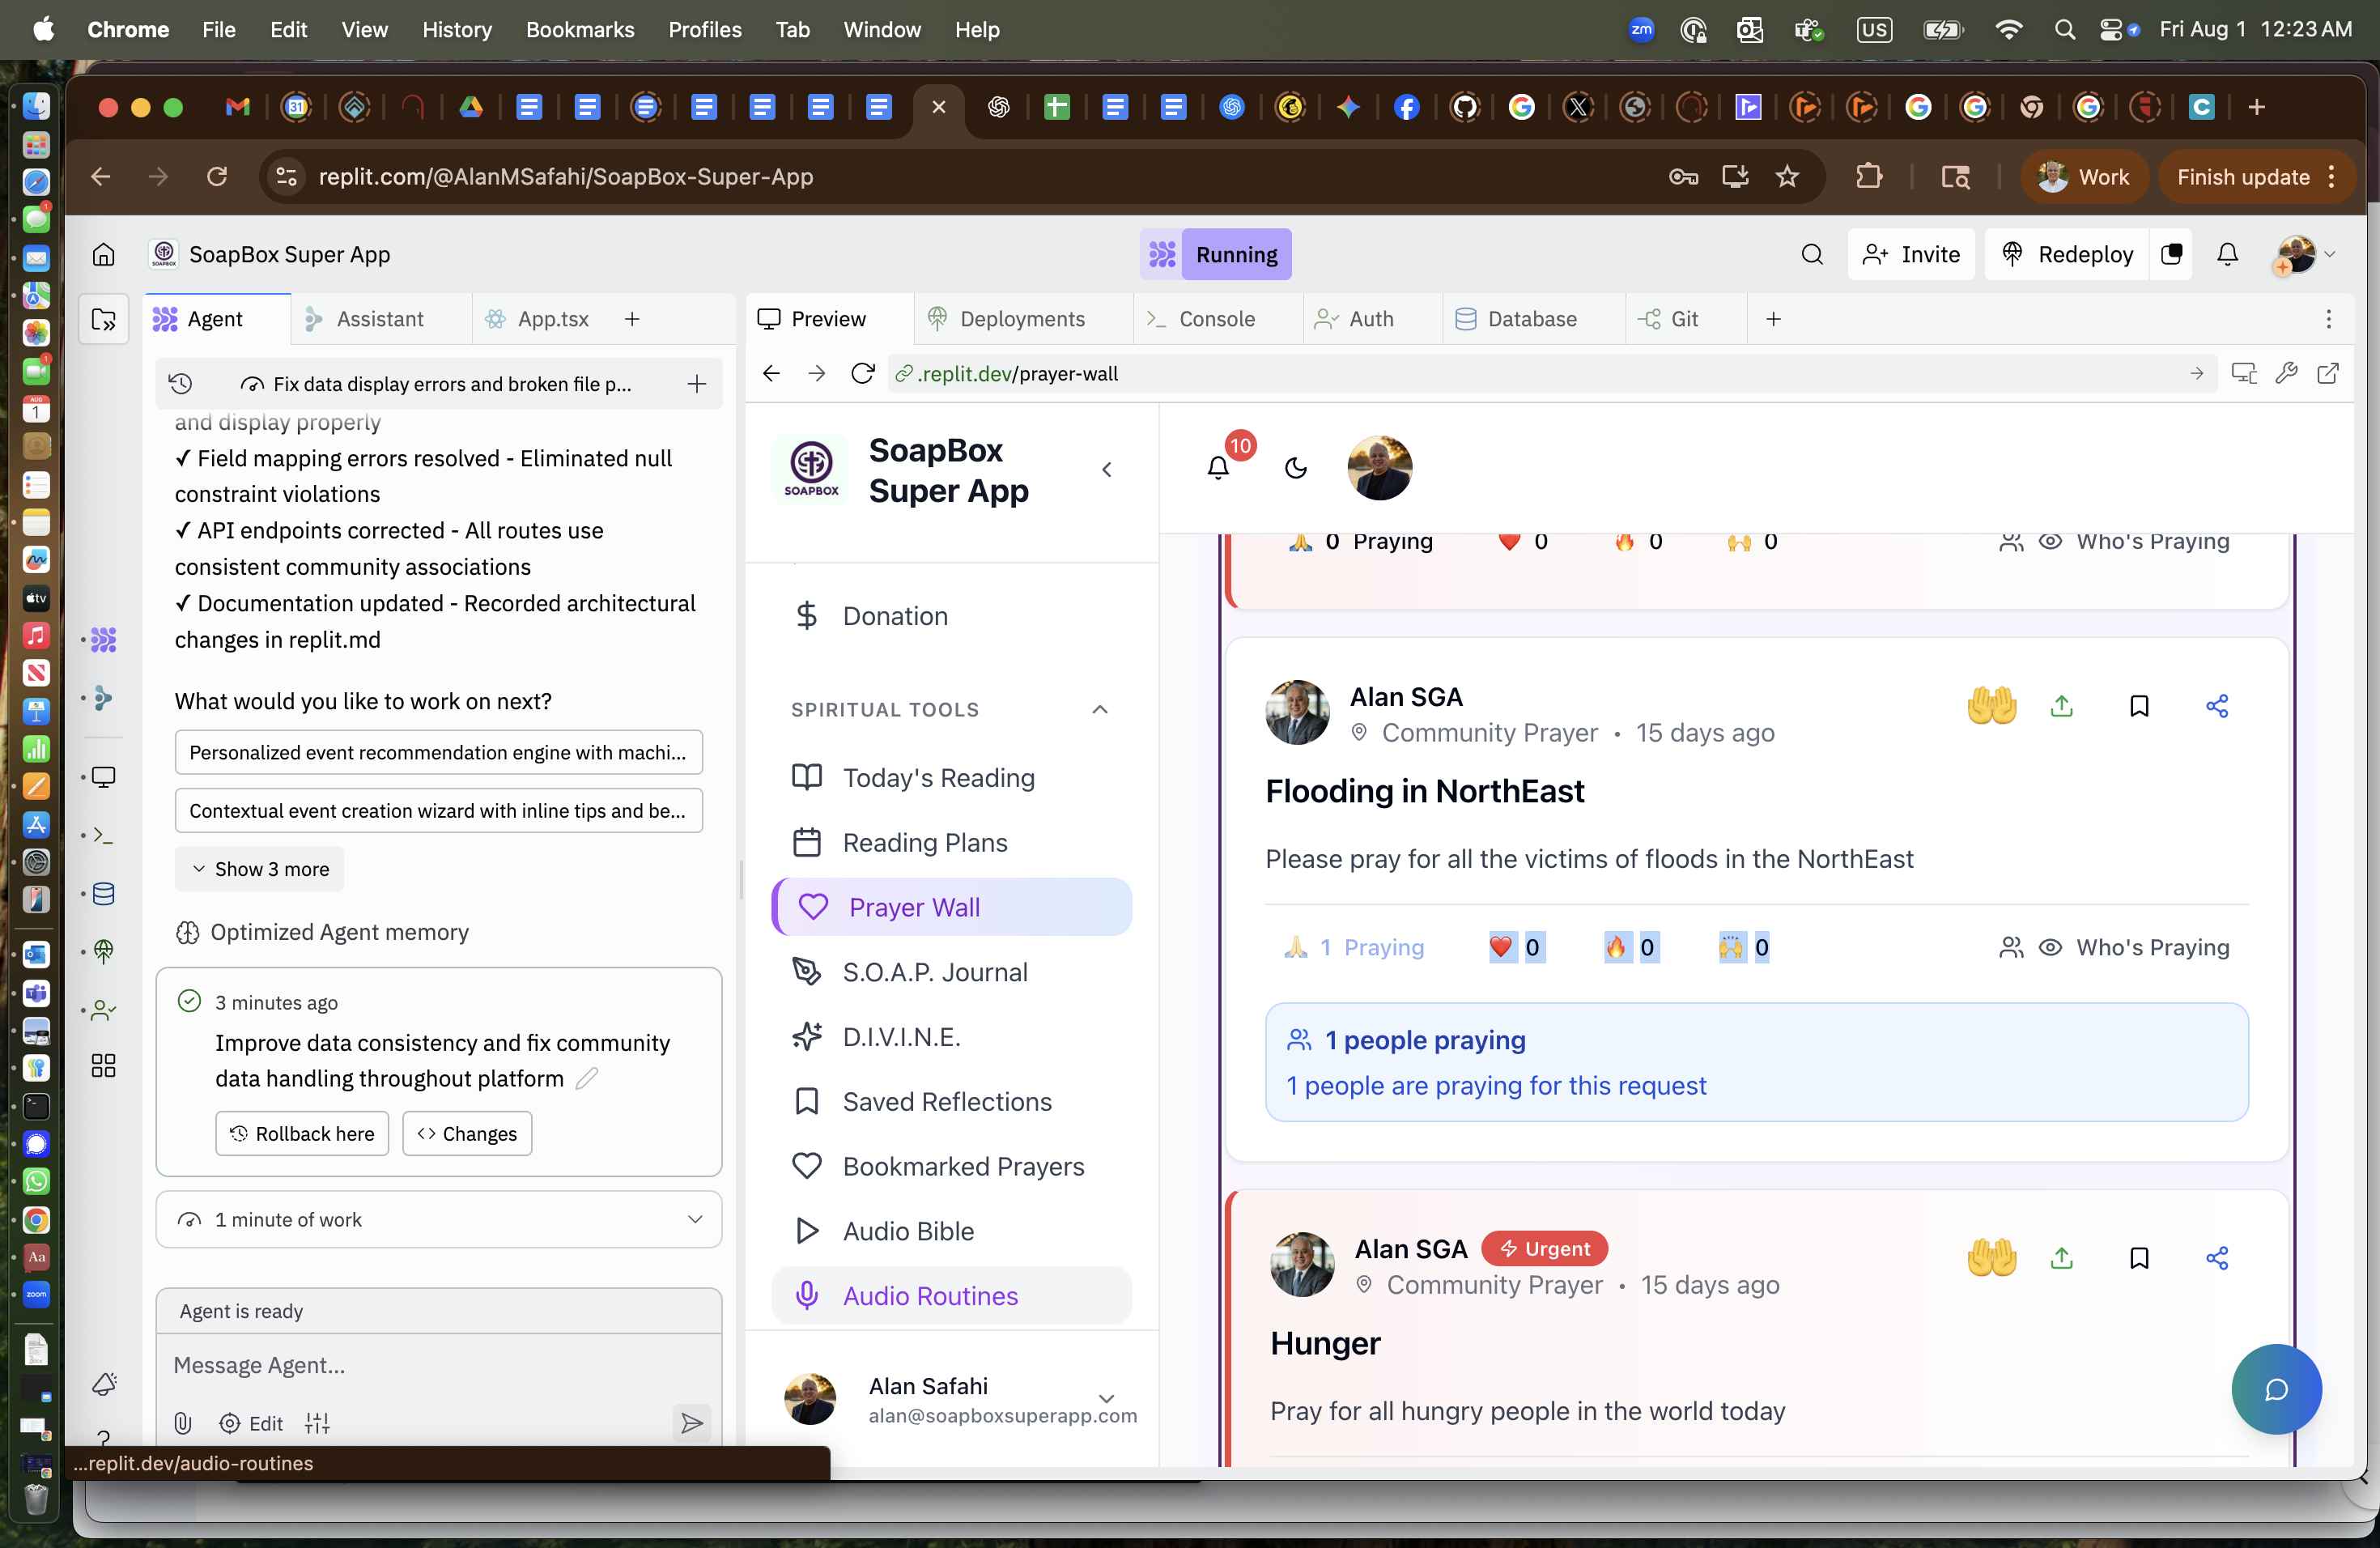 Chrome File Edit View History Bookmarks Profiles Tab Window Help
zm US Fri Aug 1 12:23 AM
replit.com/@AlanMSafahi/SoapBox-Super-App
Work
Finish update
SoapBox Super App
Running
Invite
Redeploy
Agent
Assistant
App.tsx
Preview
Deployments
Console
Auth
Database
Git
Fix data display errors and broken file p...
.replit.dev/prayer-wall
and display properly
✓ Field mapping errors resolved - Eliminated null
constraint violations
✓ API endpoints corrected - All routes use
consistent community associations
✓ Documentation updated - Recorded architectural
changes in replit.md
What would you like to work on next?
Personalized event recommendation engine with machi...
Contextual event creation wizard with inline tips and be...
Show 3 more
Optimized Agent memory
3 minutes ago
Improve data consistency and fix community
data handling throughout platform
Rollback here
Changes
1 minute of work
Agent is ready
Message Agent...
Edit
...replit.dev/audio-routines
SOAPBOX
SoapBox
Super App
Donation
SPIRITUAL TOOLS
Today's Reading
Reading Plans
Prayer Wall
S.O.A.P. Journal
D.I.V.I.N.E.
Saved Reflections
Bookmarked Prayers
Audio Bible
Audio Routines
Alan Safahi
alan@soapboxsuperapp.com
10
🙏 0 Praying ❤️ 0 🔥 0 🙌 0 Who's Praying
Alan SGA
Community Prayer • 15 days ago
Flooding in NorthEast
Please pray for all the victims of floods in the NorthEast
🙏 1 Praying ❤️ 0 🔥 0 🙌 0 Who's Praying
1 people praying
1 people are praying for this request
Alan SGA Urgent
Community Prayer • 15 days ago
Hunger
Pray for all hungry people in the world today